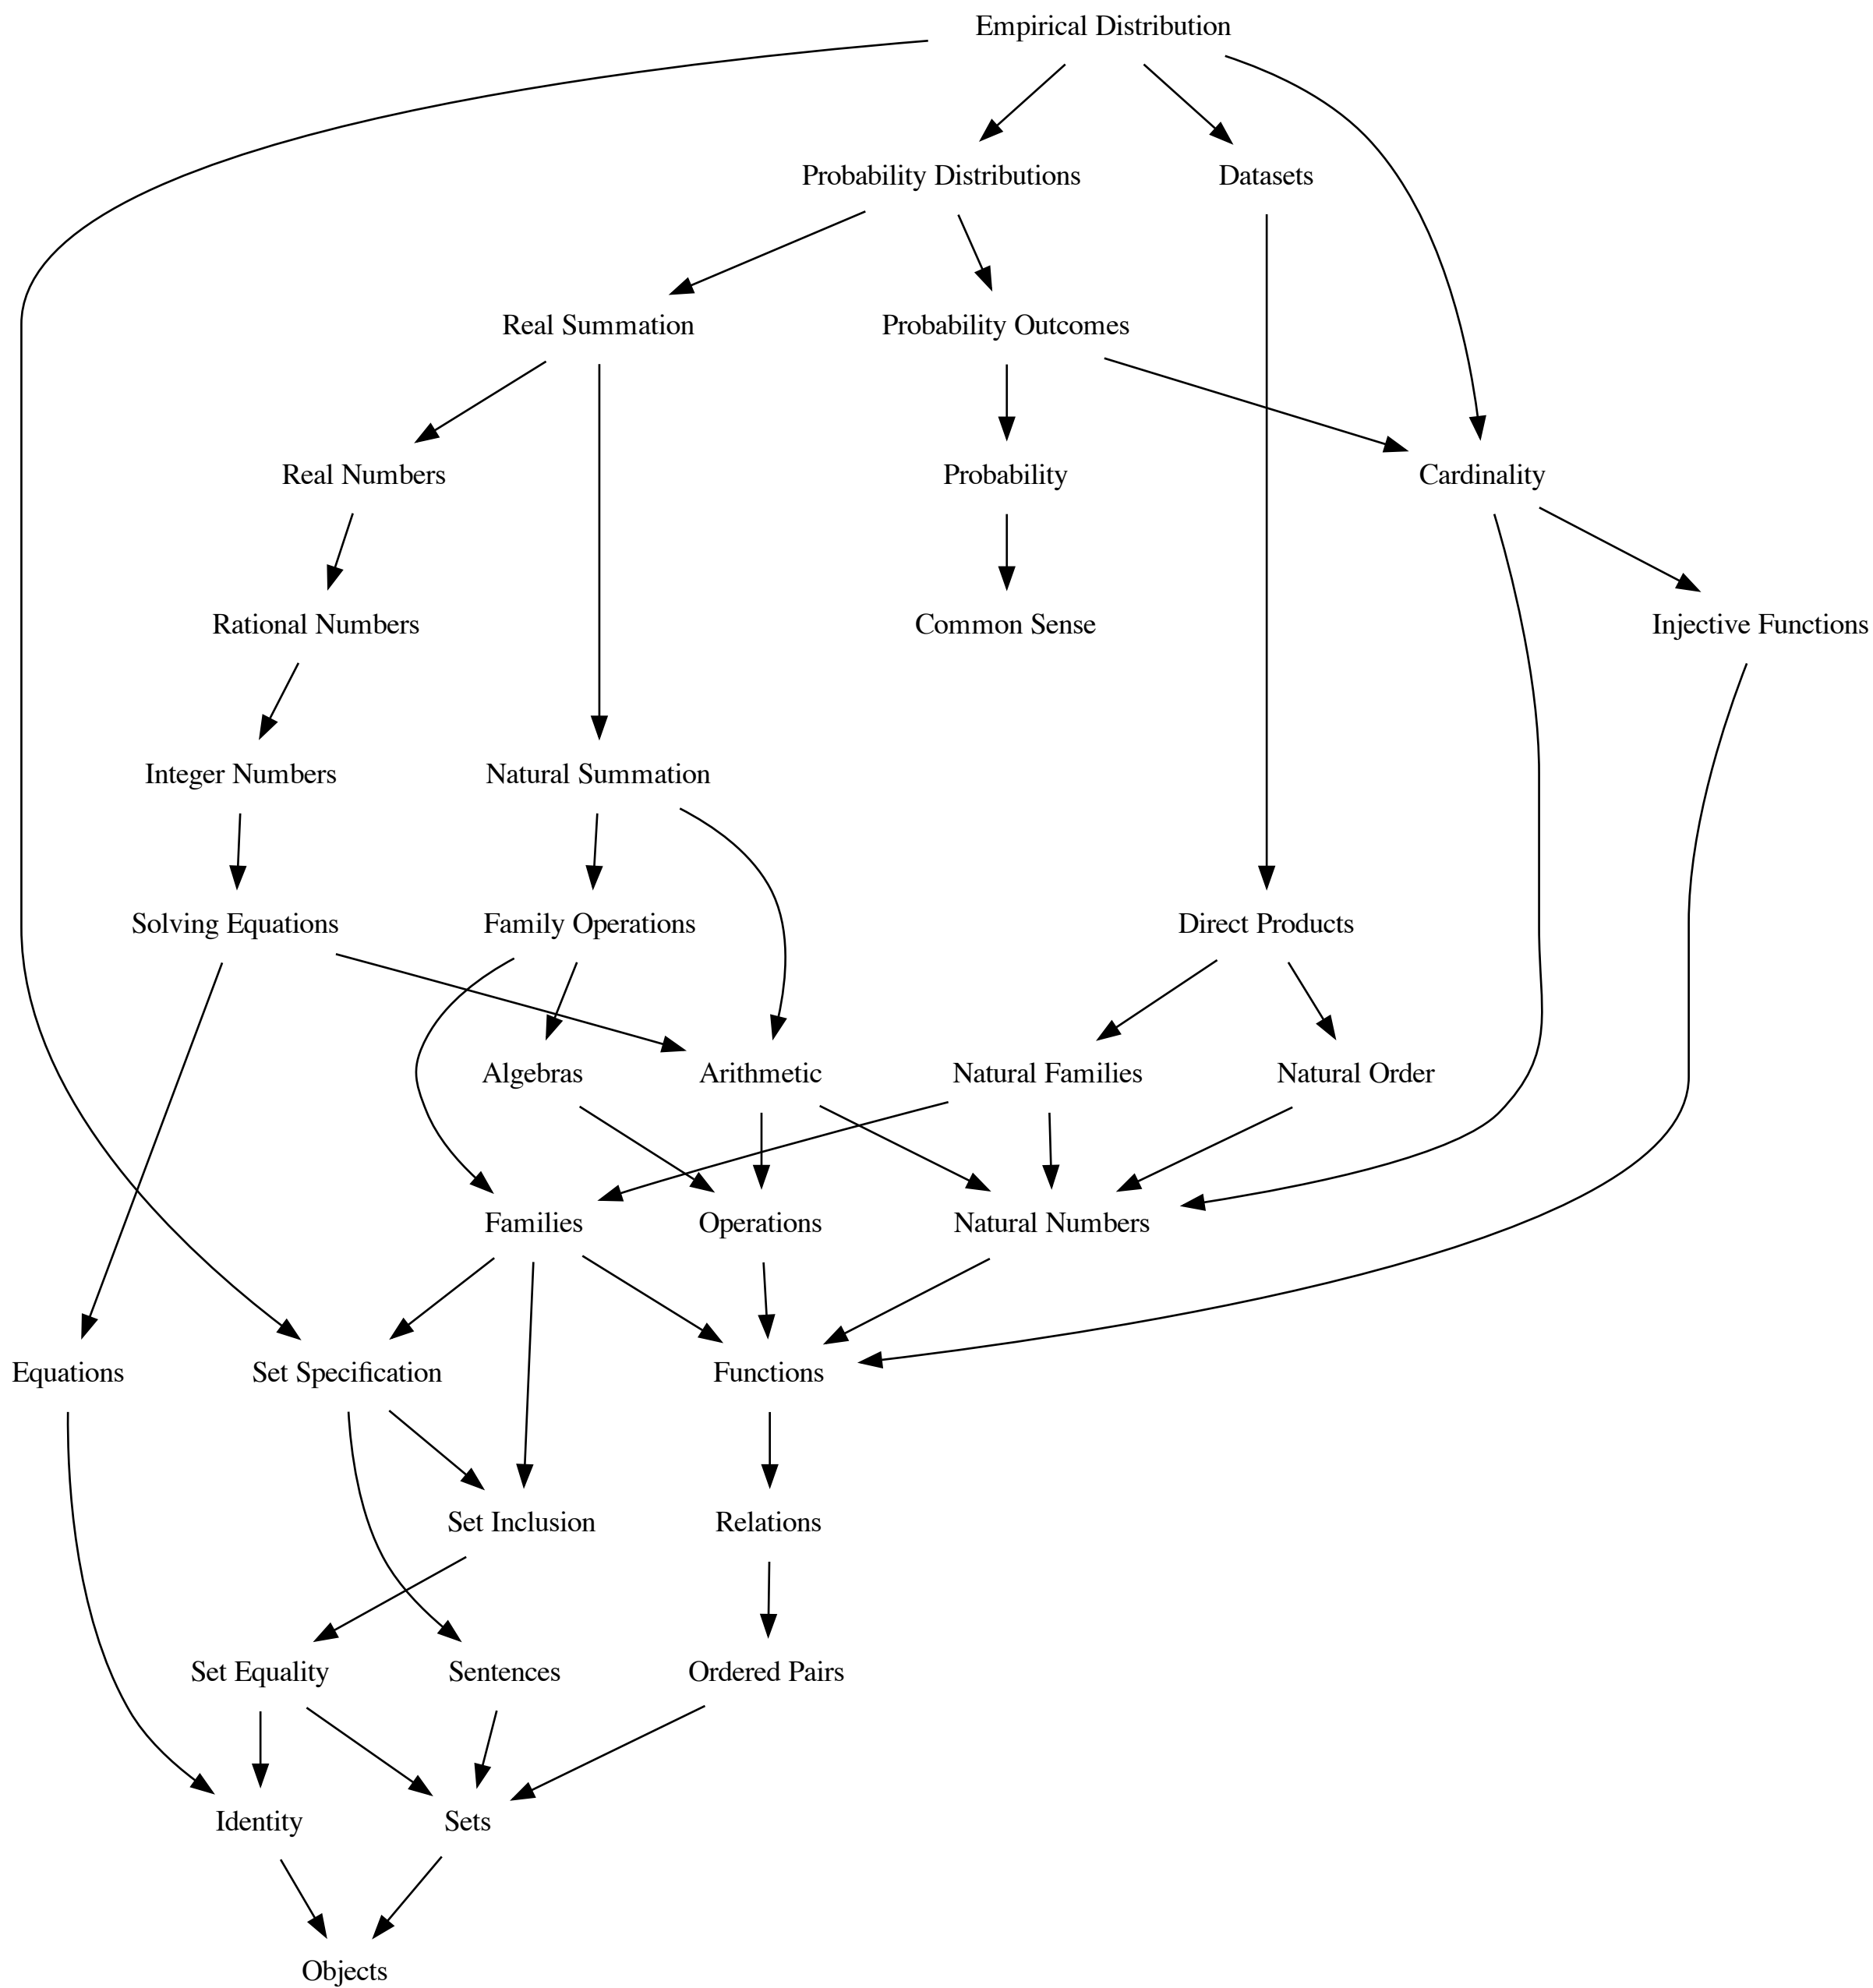 Empirical Distribution
Probability Distributions
Datasets
Real Summation
Probability Outcomes
Real Numbers
Probability
Cardinality
Rational Numbers
Common Sense
Injective Functions
Integer Numbers
Natural Summation
Solving Equations
Family Operations
Direct Products
Algebras
Arithmetic
Natural Families
Natural Order
Families
Operations
Natural Numbers
Equations
Set Specification
Functions
Set Inclusion
Relations
Set Equality
Sentences
Ordered Pairs
Identity
Sets
Objects